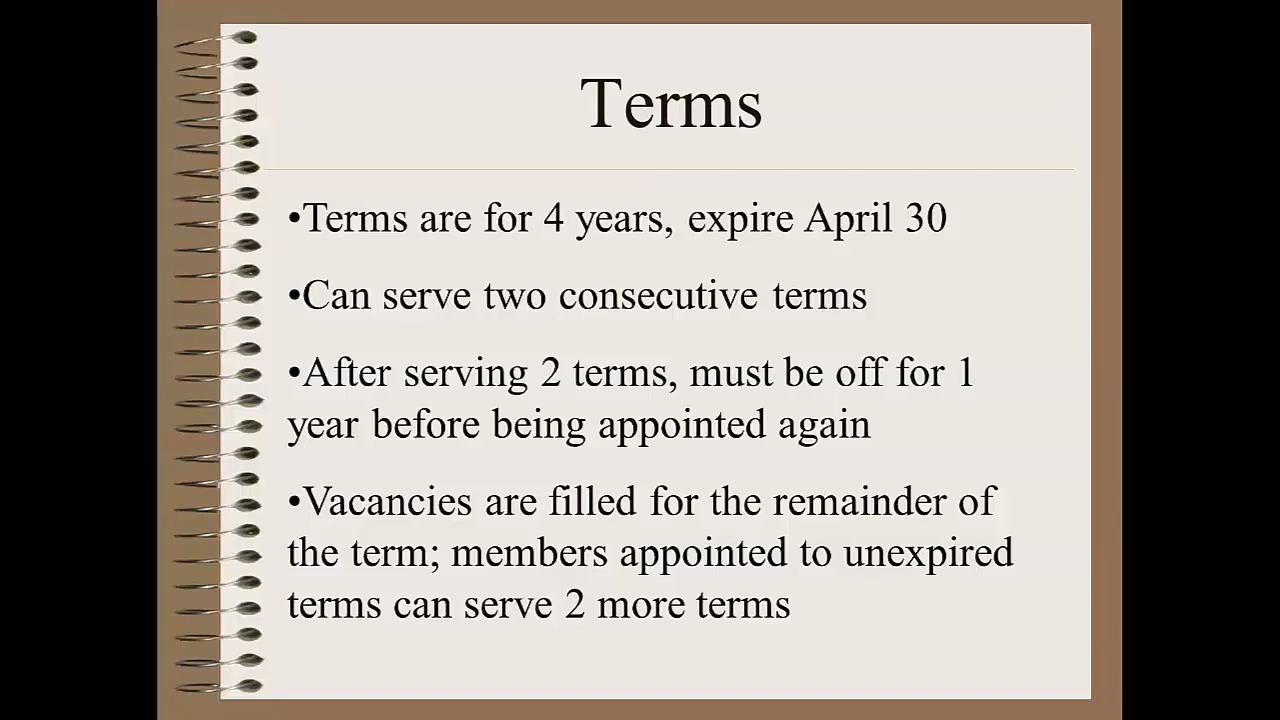 Terms
•Terms are for 4 years, expire April 30
•Can serve two consecutive terms
•After serving 2 terms, must be off for 1
year before being appointed again
•Vacancies are filled for the remainder of
the term; members appointed to unexpired
terms can serve 2 more terms